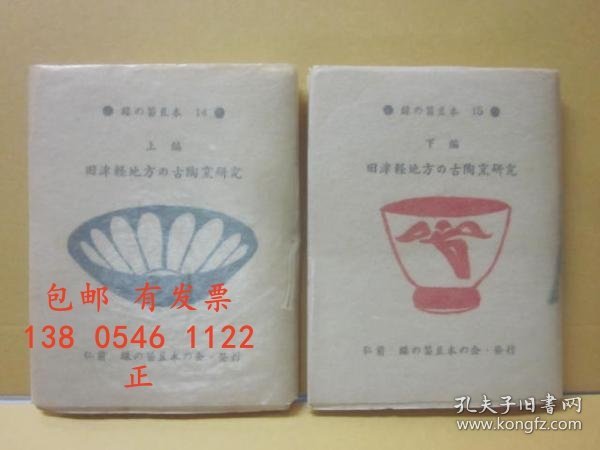 ●緑の笛豆本 14 ●
上編
旧津軽地方の古陶窯研究
包邮 有发票
138 0546 1122
正
弘前・緑の笛豆本の会・発行
● 緑の笛豆本 15 ●
下編
旧津軽地方の古陶窯研究
弘前・緑の笛豆本の会・発行
孔夫子旧书网
www.kongfz.com